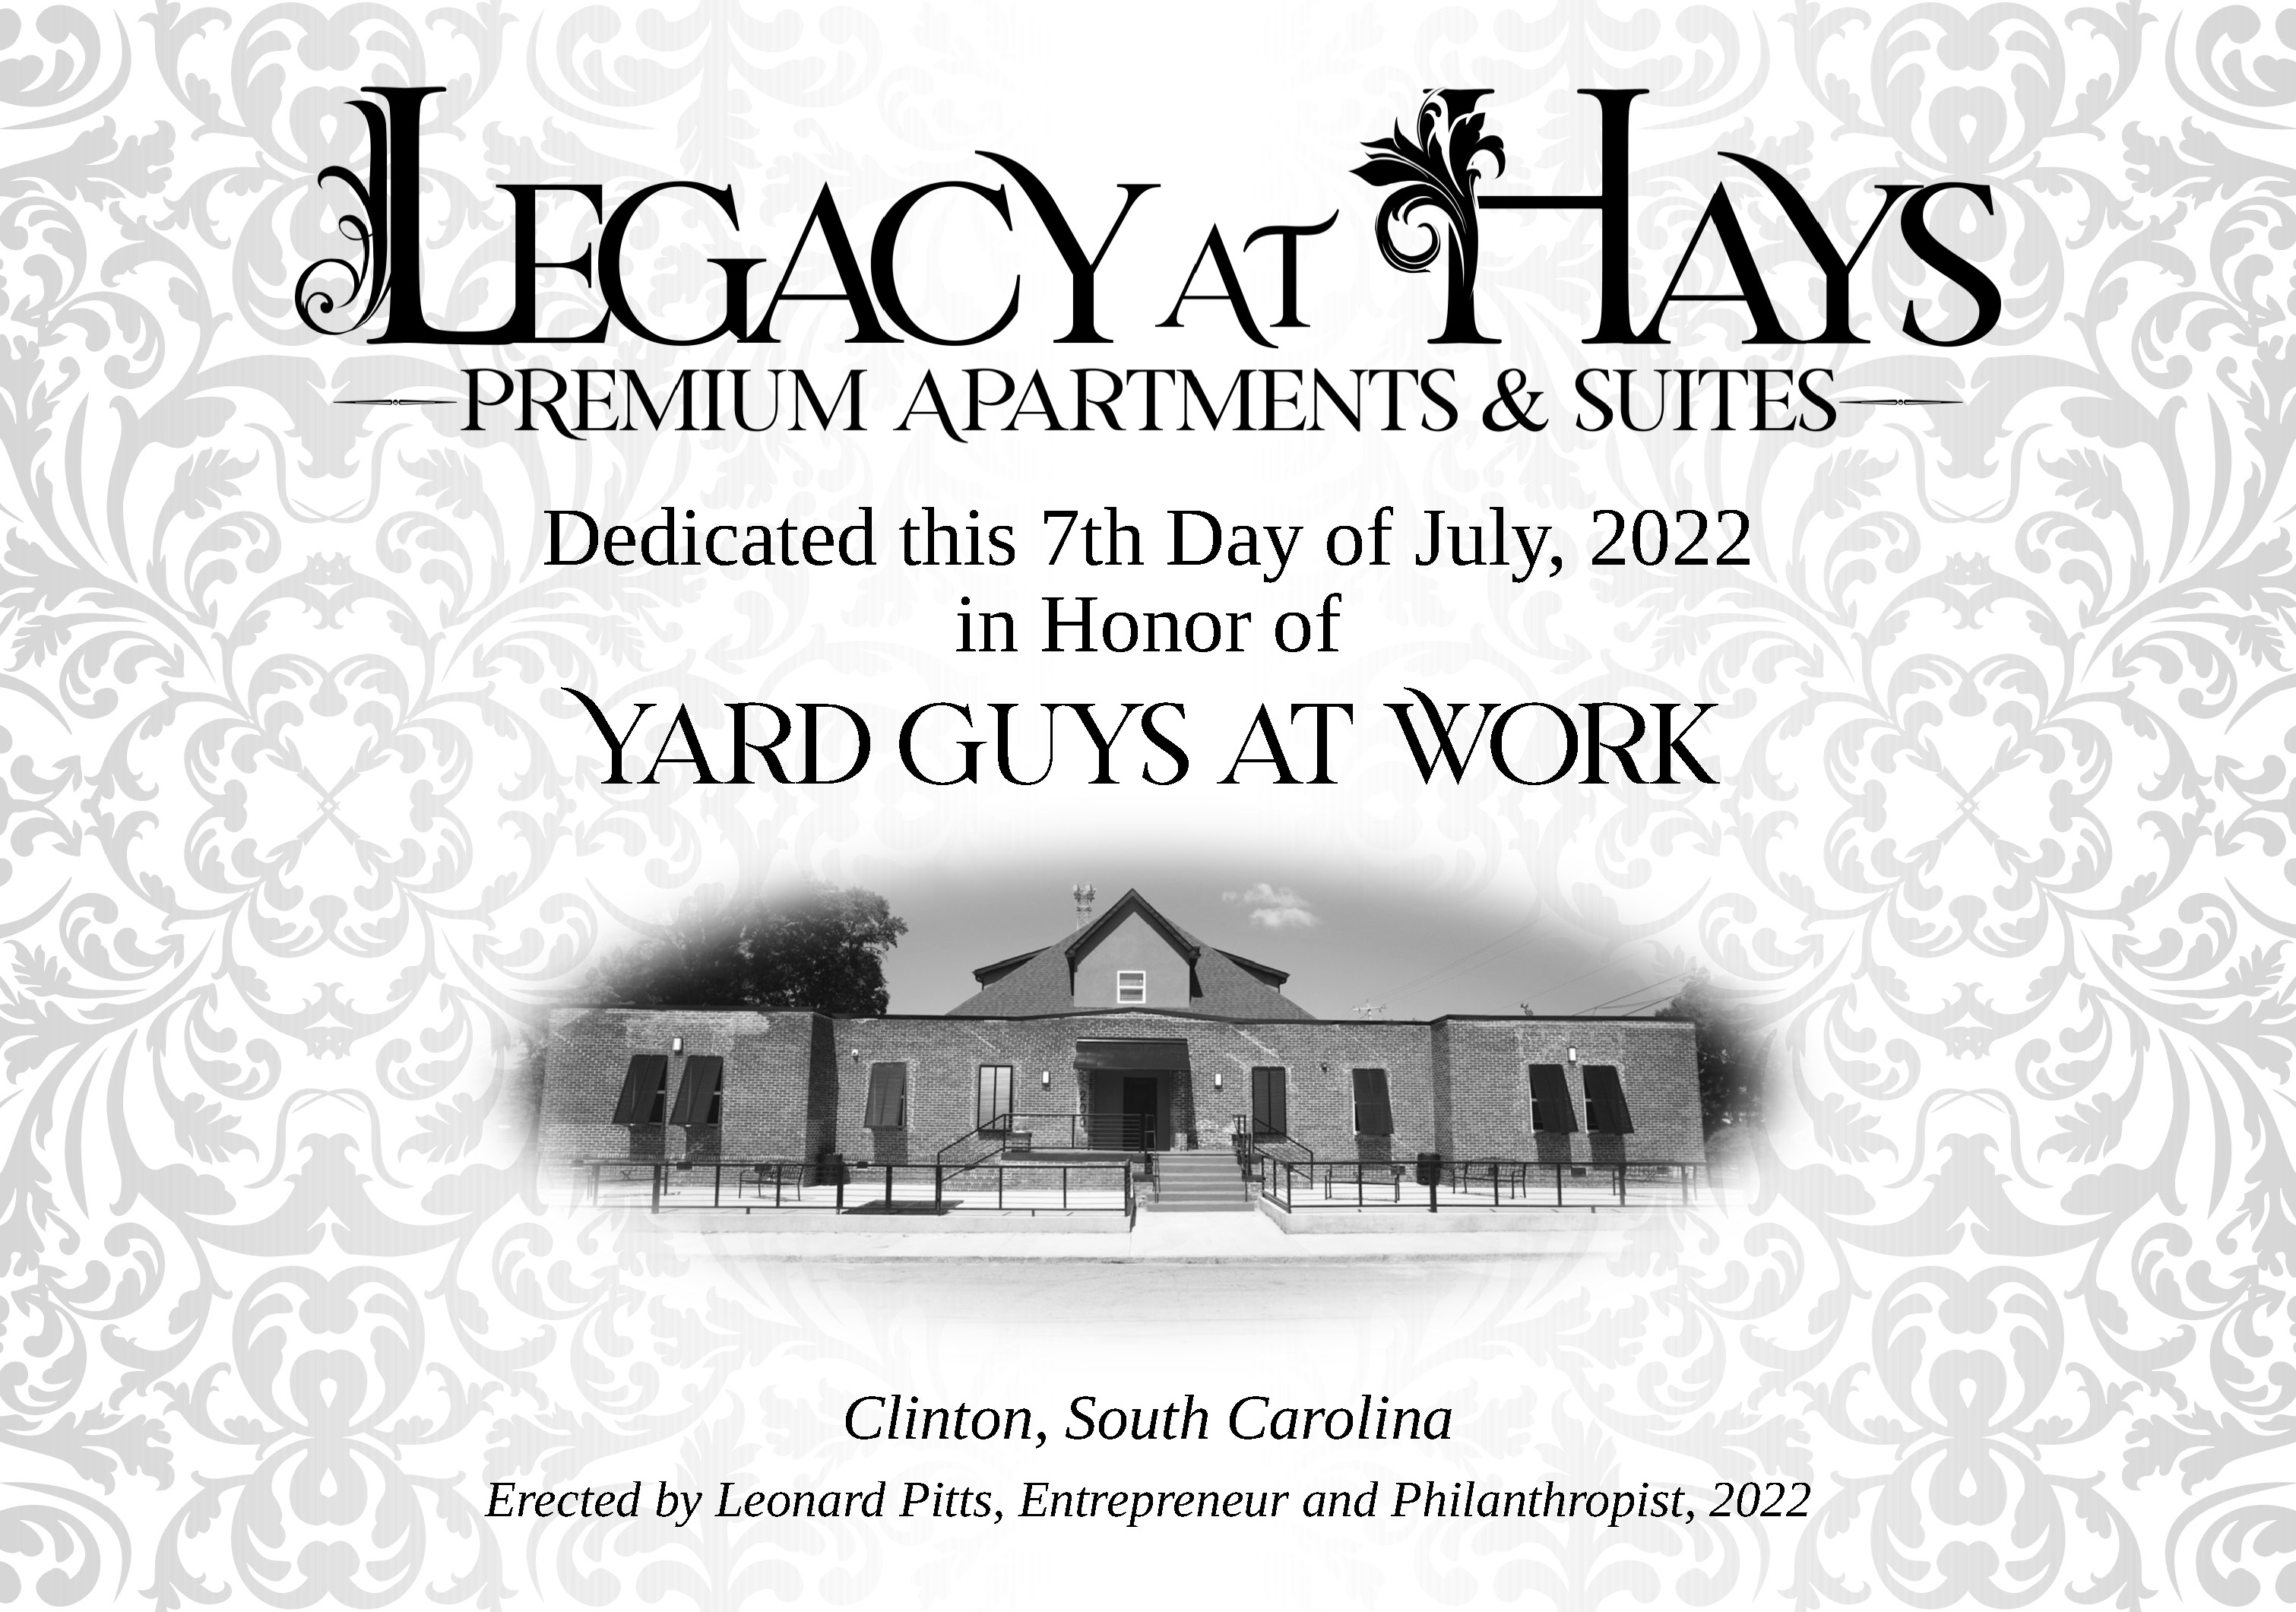 LEGACY AT HAYS
PREMIUM APARTMENTS & SUITES
Dedicated this 7th Day of July, 2022
in Honor of
YARD GUYS AT WORK
Clinton, South Carolina
Erected by Leonard Pitts, Entrepreneur and Philanthropist, 2022